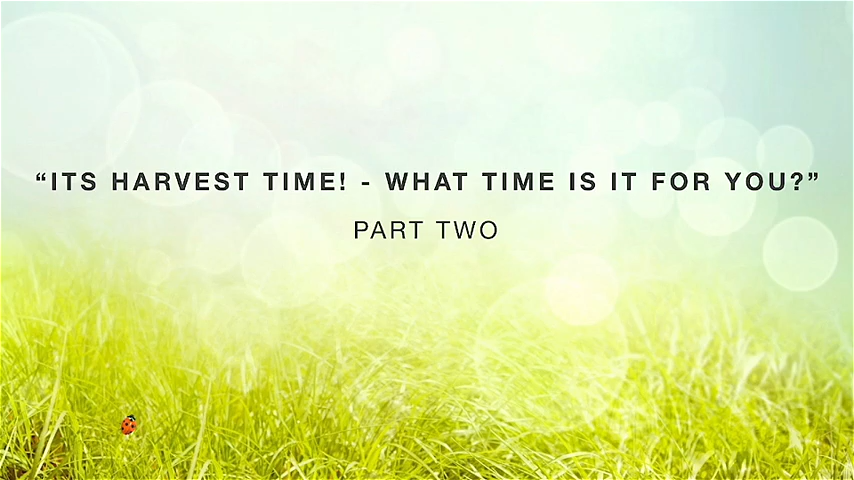 “ITS HARVEST TIME! - WHAT TIME IS IT FOR YOU?”
PART TWO